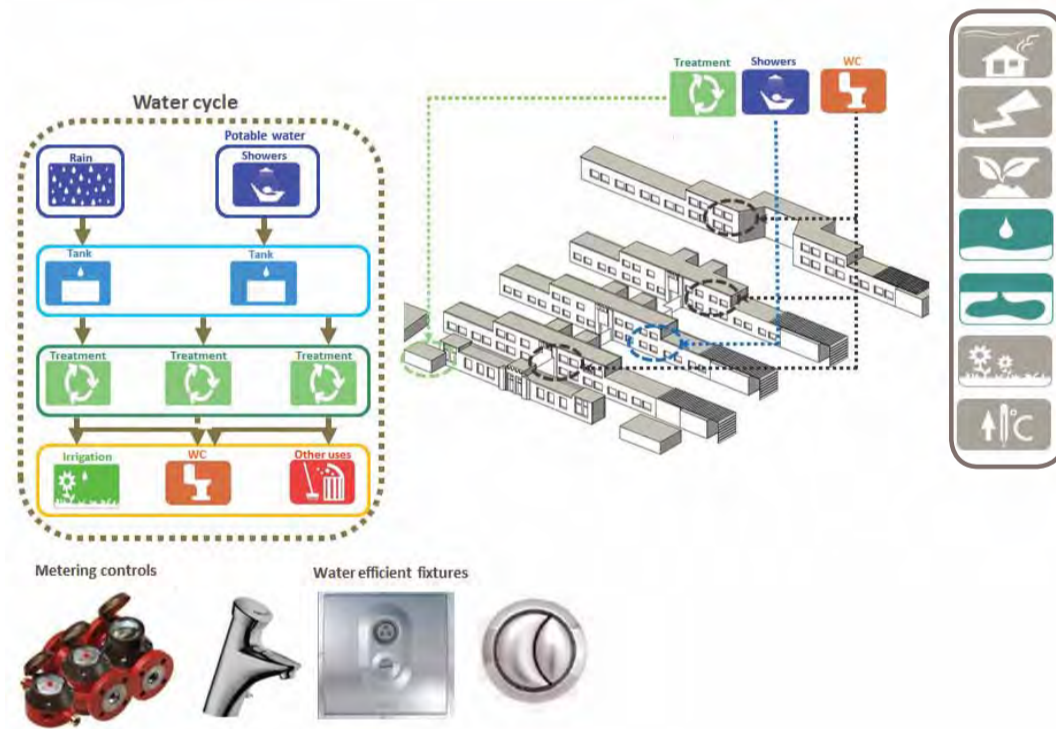 Treatment Showers WC
Water cycle
Potable water
Rain
Showers
Tank
Tank
Treatment
Treatment
Treatment
Irrigation
WC
Other uses
°C
Metering controls
Water efficient fixtures